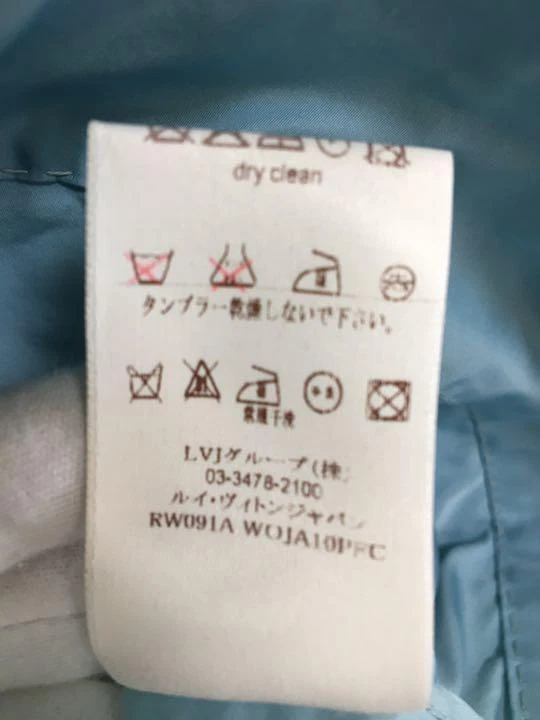 dry clean
タンブラー乾燥しないで下さい。
LVJグループ(株)
03-3478-2100
ルイ・ヴィトンジャパン
RW091A WOJA10PFC